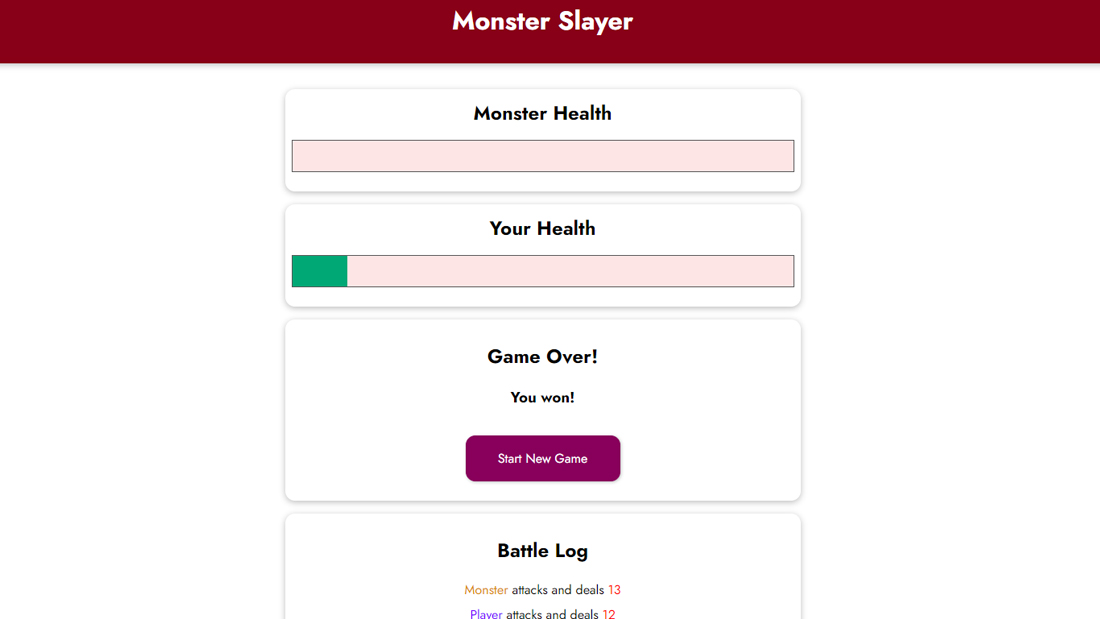 Monster Slayer
Monster Health
Your Health
Game Over!
You won!
Start New Game
Battle Log
Monster attacks and deals 13
Player attacks and deals 12